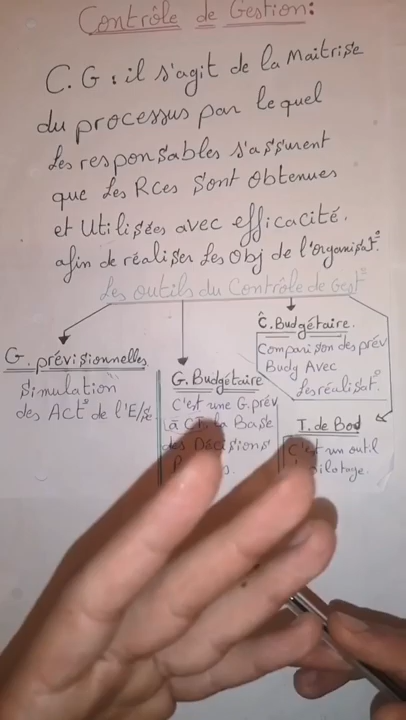 Contrôle de Gestion:
C.G: il s'agit de la Maitrise
du processus par lequel
Les responsables s'assurent
que Les Rces sont obtenues
et Utilisées avec efficacité.
afin de réaliser Les Obj de l'Organisat°.
Les outils du Contrôle de Gest°
G. prévisionnelles
Simulation
des Act° de l'E/se
G. Budgétaire
C'est une G. prév
à CT. la Base
des Décisions
C. Budgétaire.
Comparaison des prév
Budg Avec
Les réalisat°.
T. de Bod
C'est un outil
pilotage.